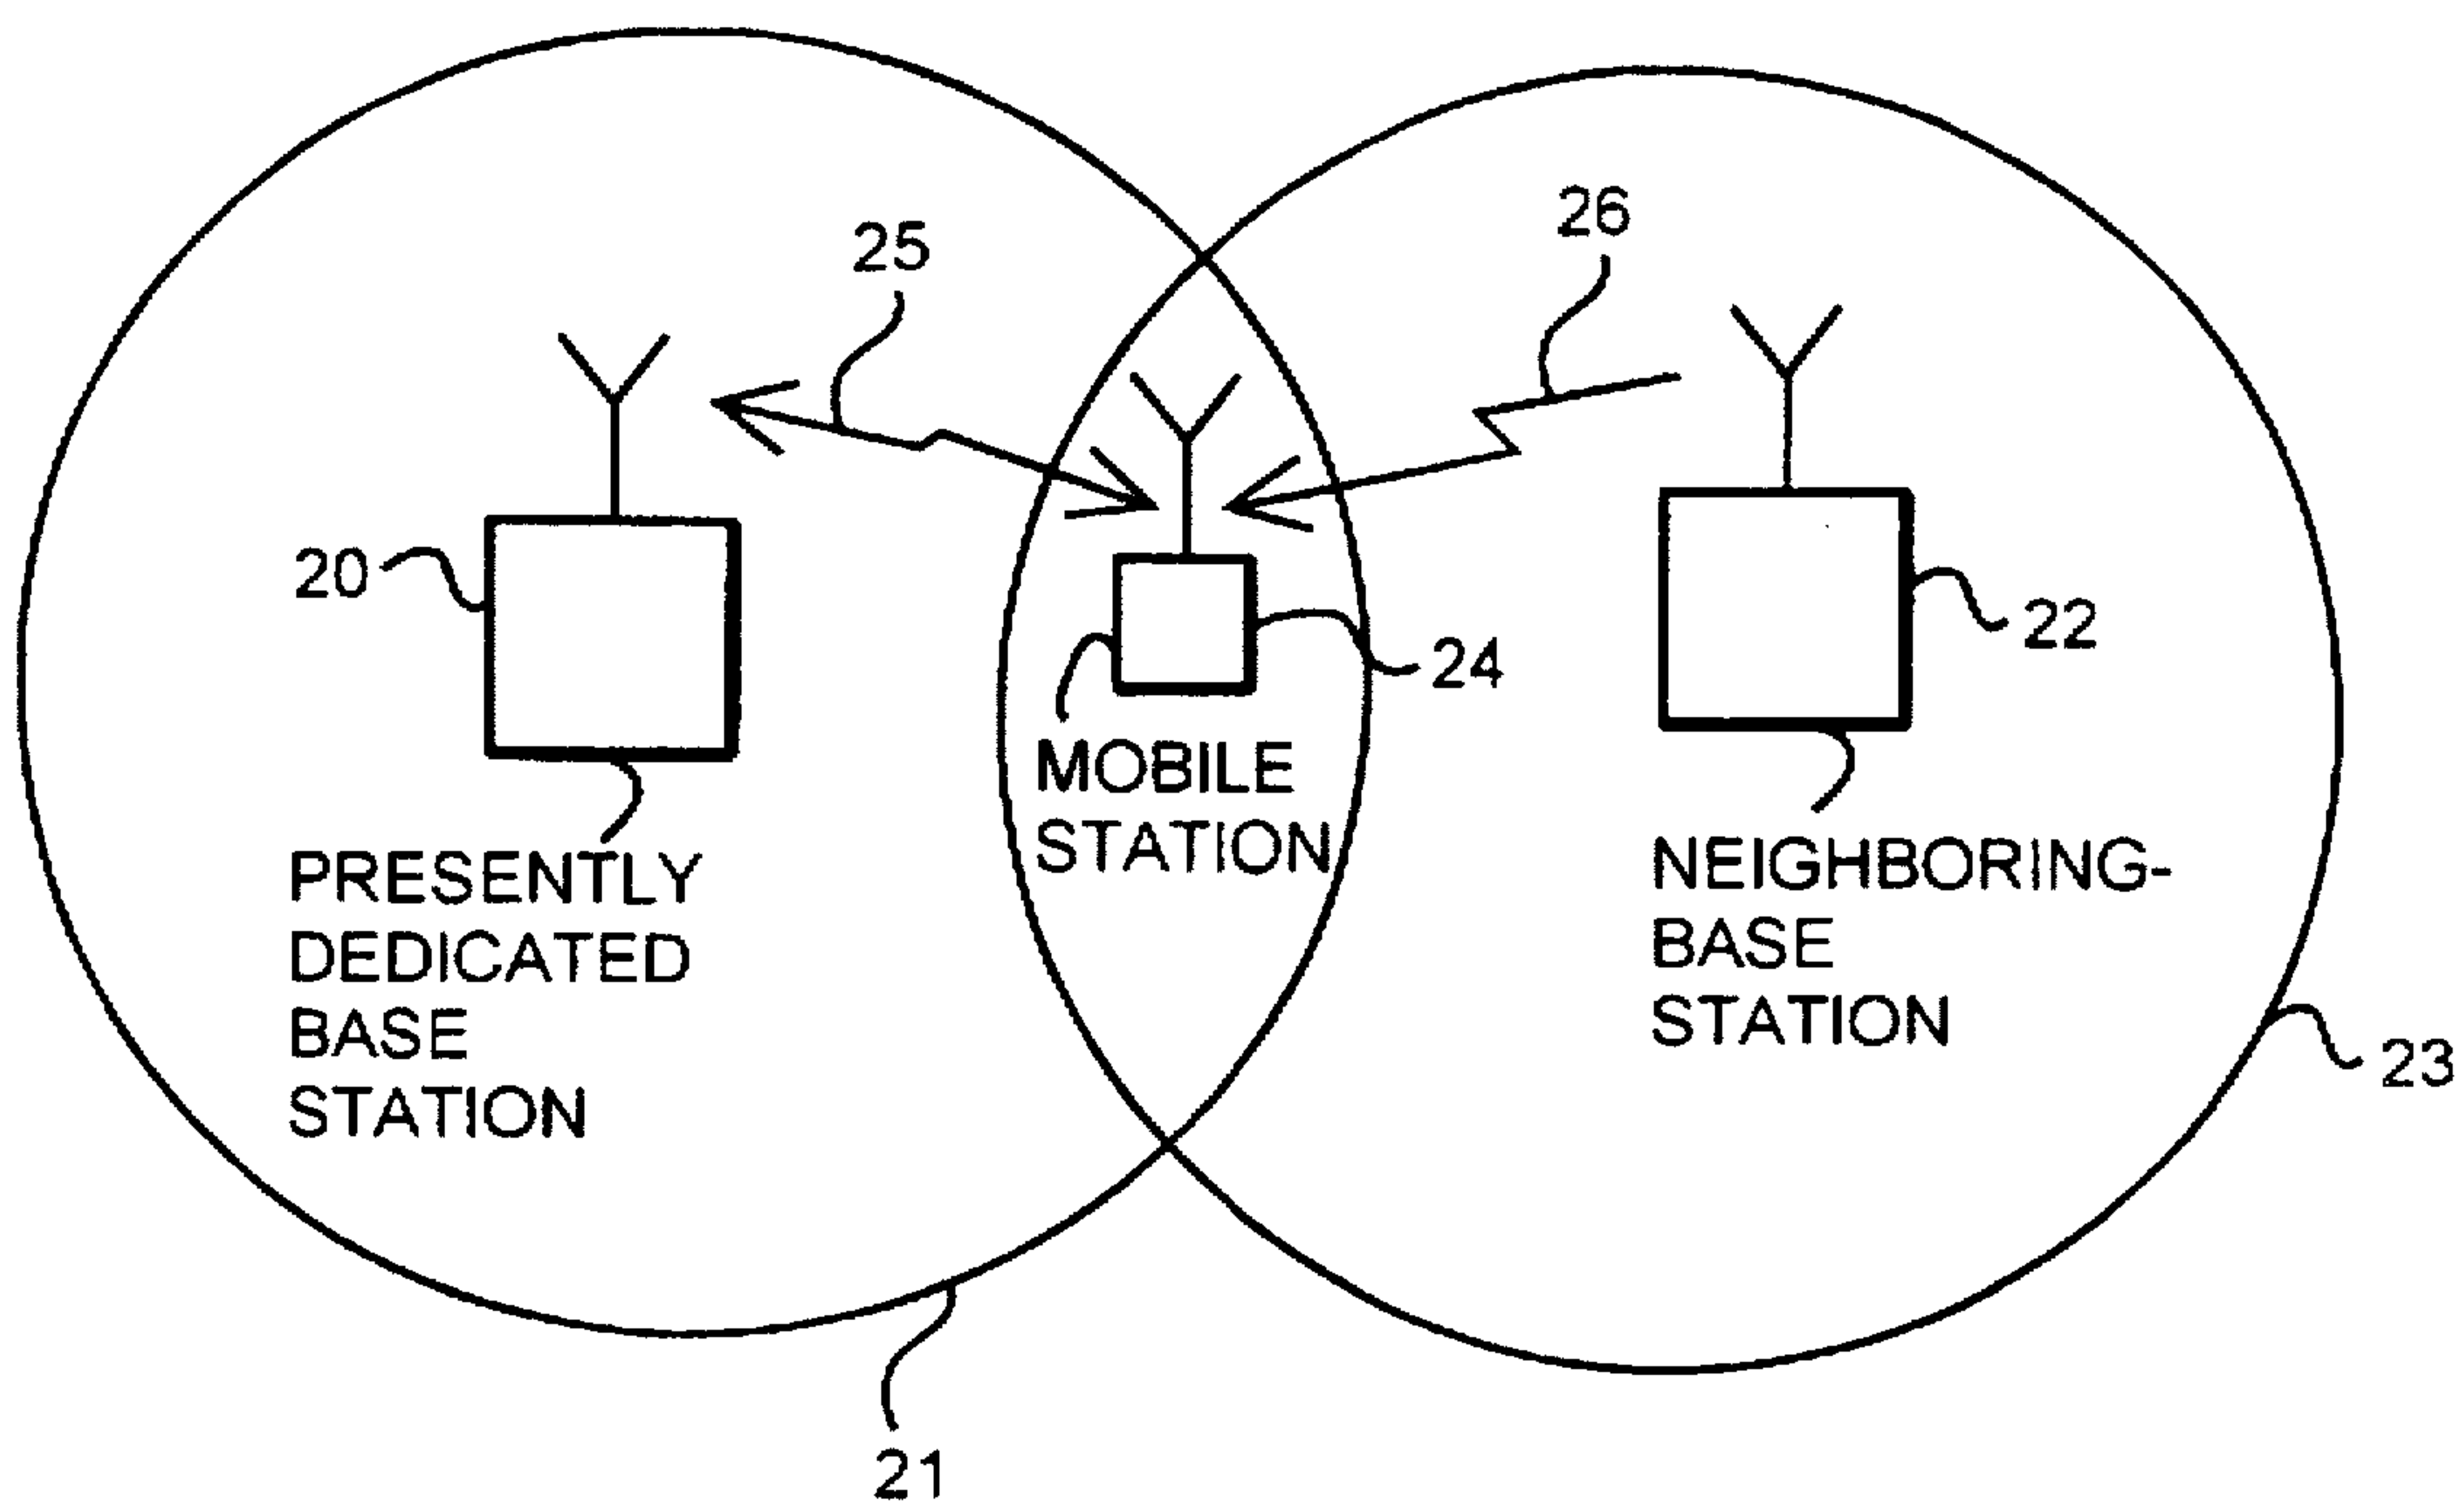 25
26
20
22
24
MOBILE
STATION
PRESENTLY
DEDICATED
BASE
STATION
NEIGHBORING-
BASE
STATION
23
21